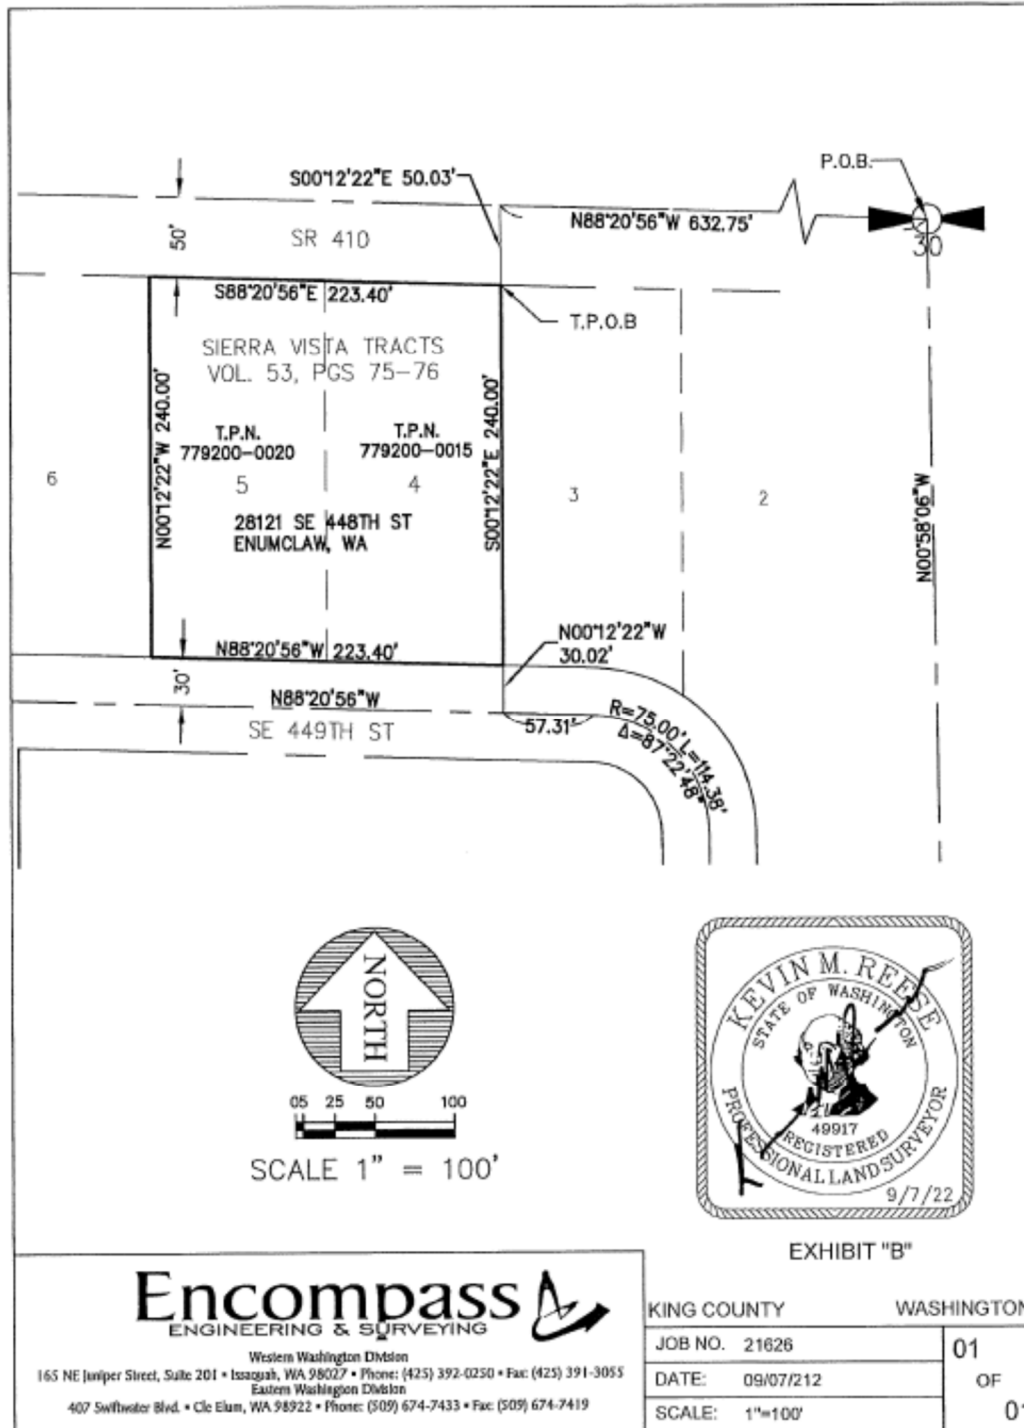 P.O.B.
S00°12'22"E 50.03'
N88°20'56"W 632.75'
50'
SR 410
30
S88°20'56"E 223.40'
T.P.O.B
SIERRA VISTA TRACTS
VOL. 53, PGS 75-76
N00°12'22"W 240.00'
S00°12'22"E 240.00'
T.P.N.
779200-0020
T.P.N.
779200-0015
6
5
4
3
2
28121 SE 448TH ST
ENUMCLAW, WA
N00°58'06"W
N00°12'22"W
30.02'
N88°20'56"W 223.40'
30'
N88°20'56"W
SE 449TH ST
57.31'
R=75.00' L=114.38'
Δ=87°22'48"
NORTH
05 25 50 100
SCALE 1" = 100'
KEVIN M. REESE
STATE OF WASHINGTON
49917
REGISTERED
PROFESSIONAL LAND SURVEYOR
9/7/22
EXHIBIT "B"
Encompass
ENGINEERING & SURVEYING
Western Washington Division
165 NE Juniper Street, Suite 201 • Issaquah, WA 98027 • Phone: (425) 392-0250 • Fax: (425) 391-3055
Eastern Washington Division
407 Swiftwater Blvd. • Cle Elum, WA 98922 • Phone: (509) 674-7433 • Fax: (509) 674-7419
KING COUNTY WASHINGTON
JOB NO. 21626
DATE: 09/07/212
SCALE: 1"=100'
01
OF
01